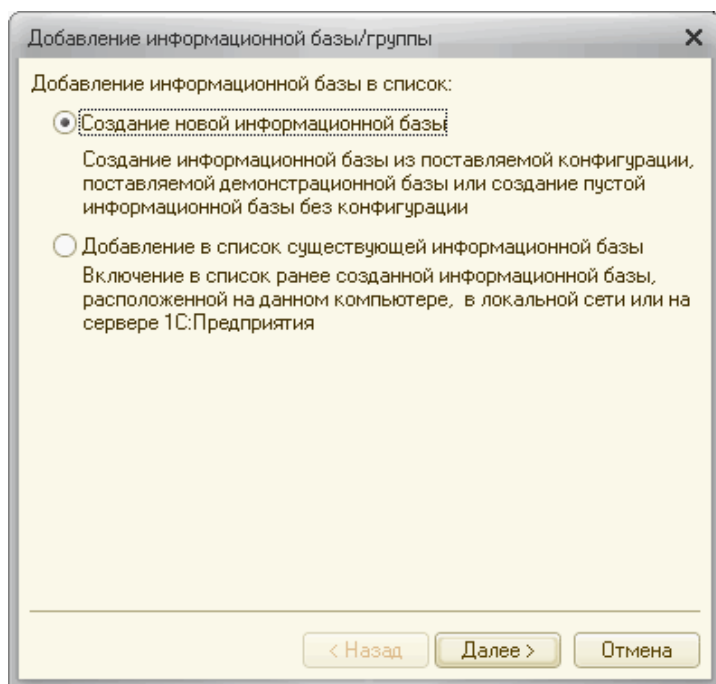 Добавление информационной базы/группы
Добавление информационной базы в список:
Создание новой информационной базы
Создание информационной базы из поставляемой конфигурации,
поставляемой демонстрационной базы или создание пустой
информационной базы без конфигурации
Добавление в список существующей информационной базы
Включение в список ранее созданной информационной базы,
расположенной на данном компьютере, в локальной сети или на
сервере 1С:Предприятия
< Назад Далее > Отмена